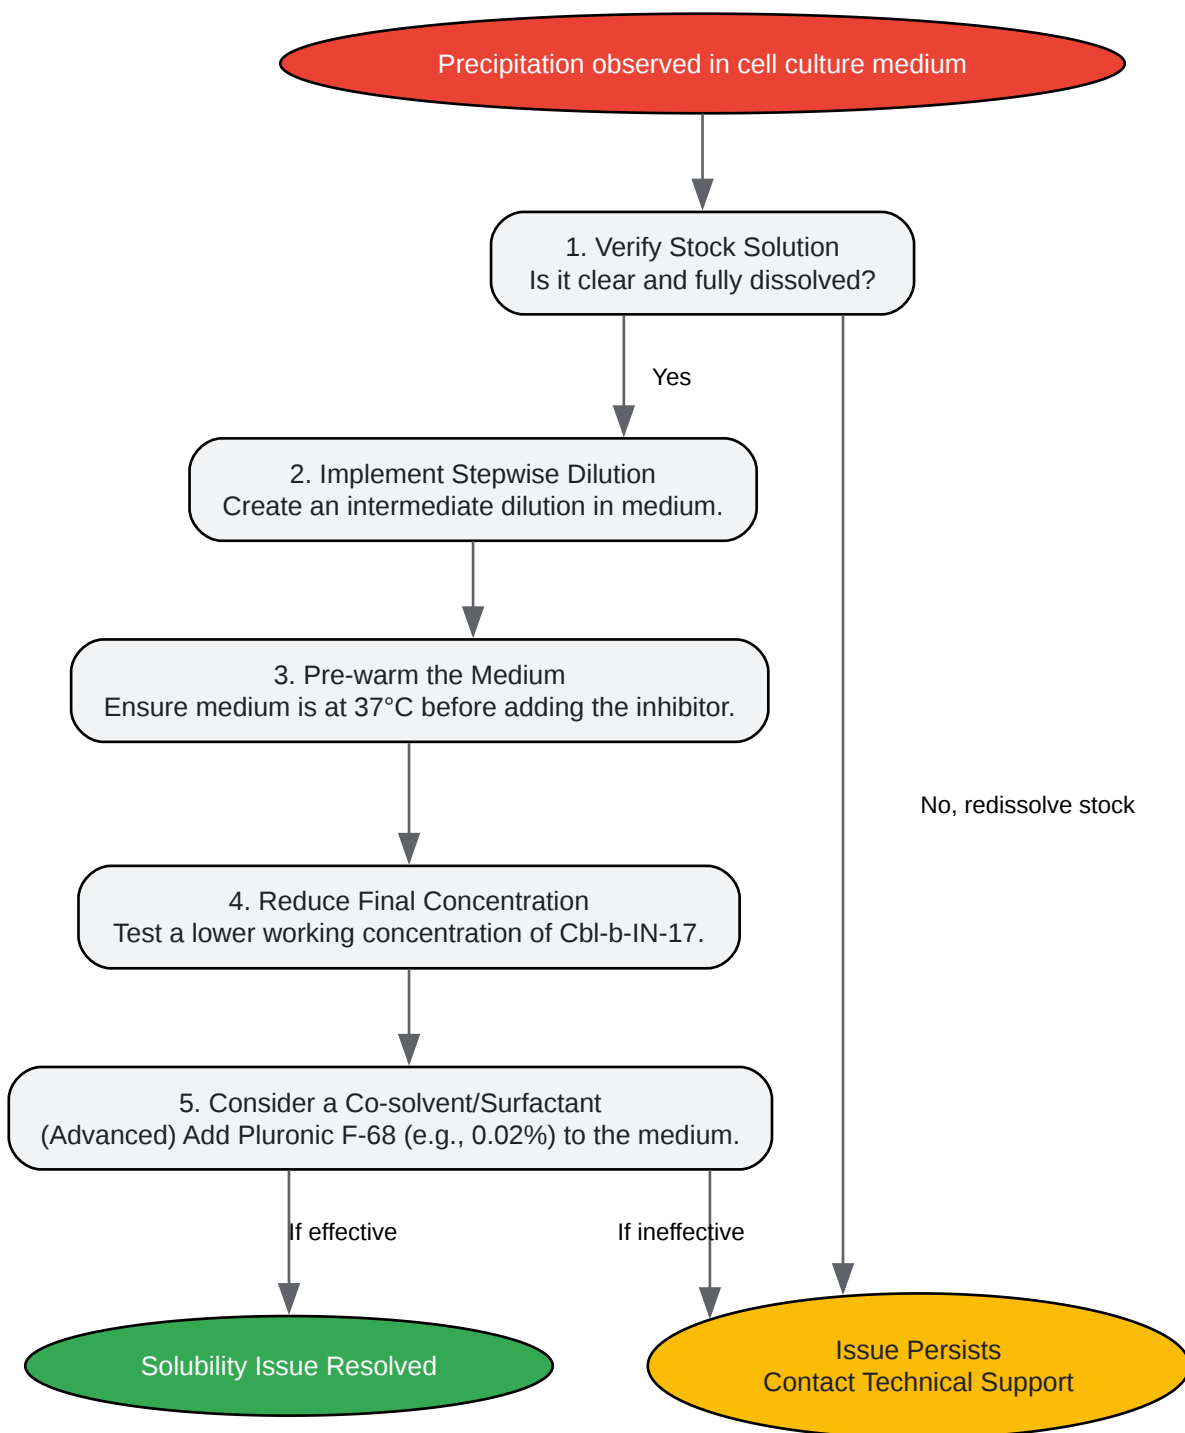 Precipitation observed in cell culture medium
1. Verify Stock Solution
Is it clear and fully dissolved?
Yes
2. Implement Stepwise Dilution
Create an intermediate dilution in medium.
3. Pre-warm the Medium
Ensure medium is at 37°C before adding the inhibitor.
No, redissolve stock
4. Reduce Final Concentration
Test a lower working concentration of Cbl-b-IN-17.
5. Consider a Co-solvent/Surfactant
(Advanced) Add Pluronic F-68 (e.g., 0.02%) to the medium.
If effective
If ineffective
Solubility Issue Resolved
Issue Persists
Contact Technical Support